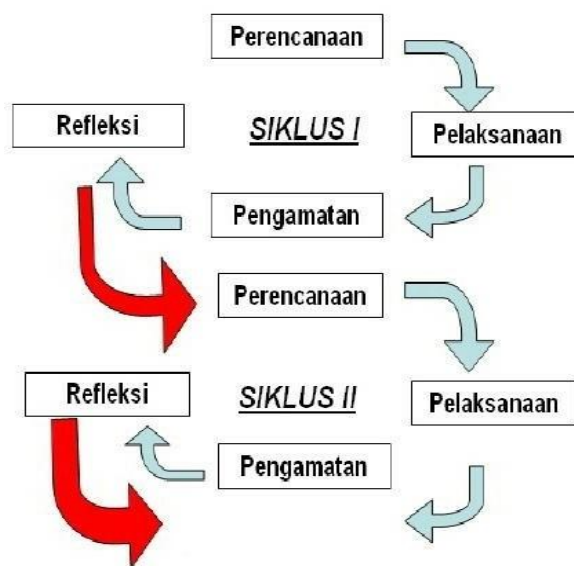 Perencanaan
Refleksi
SIKLUS I
Pelaksanaan
Pengamatan
Perencanaan
Refleksi
SIKLUS II
Pelaksanaan
Pengamatan